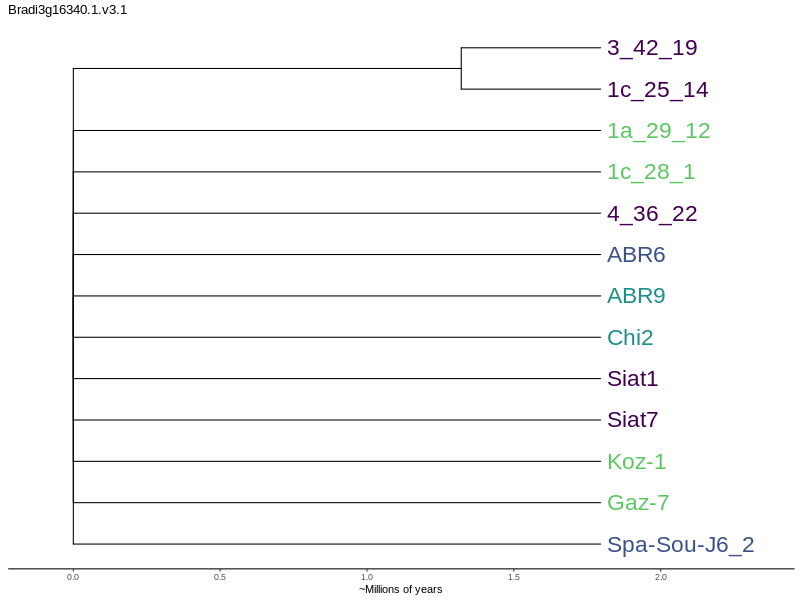 Bradi3g16340.1.v3.1
3_42_19
1c_25_14
1a_29_12
1c_28_1
4_36_22
ABR6
ABR9
Chi2
Siat1
Siat7
Koz-1
Gaz-7
Spa-Sou-J6_2
0.0 0.5 1.0 1.5 2.0
~Millions of years